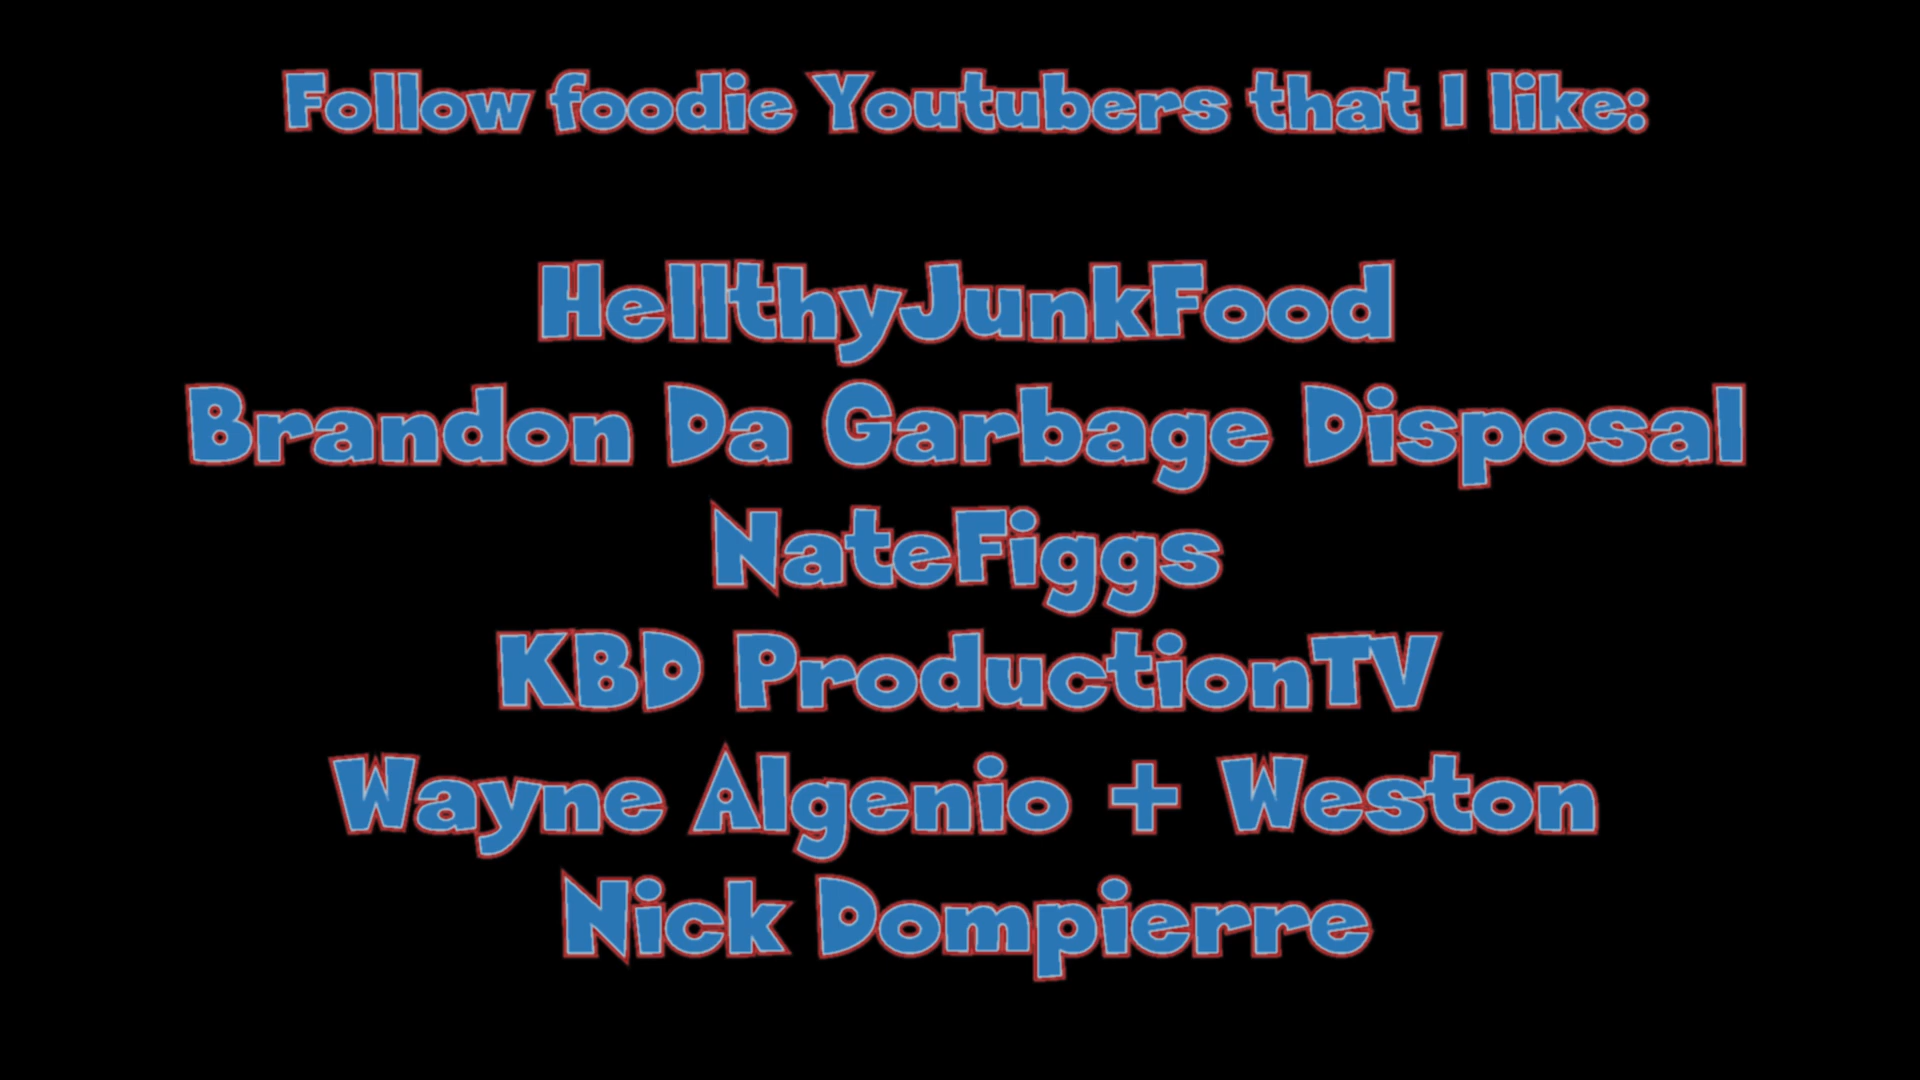 Follow foodie Youtubers that I like:
HellthyJunkFood
Brandon Da Garbage Disposal
NateFiggs
KBD ProductionTV
Wayne Algenio + Weston
Nick Dompierre